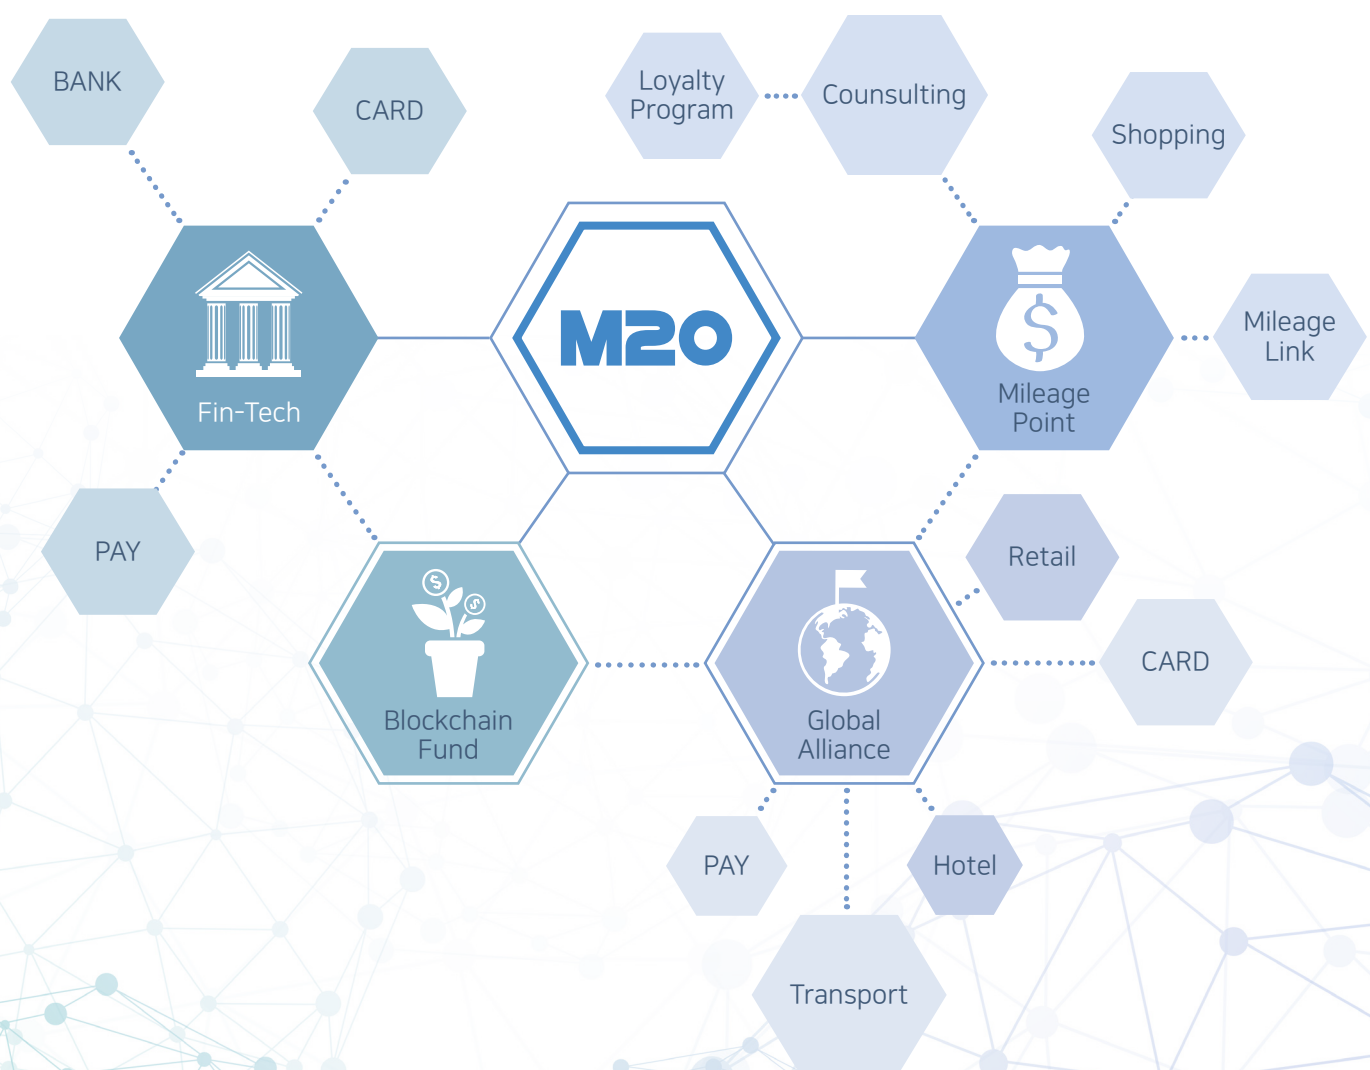 BANK
CARD
Loyalty
Program
Counsulting
Shopping
M20
Fin-Tech
$
Mileage
Point
Mileage
Link
PAY
Retail
$
$
Blockchain
Fund
Global
Alliance
CARD
PAY
Hotel
Transport